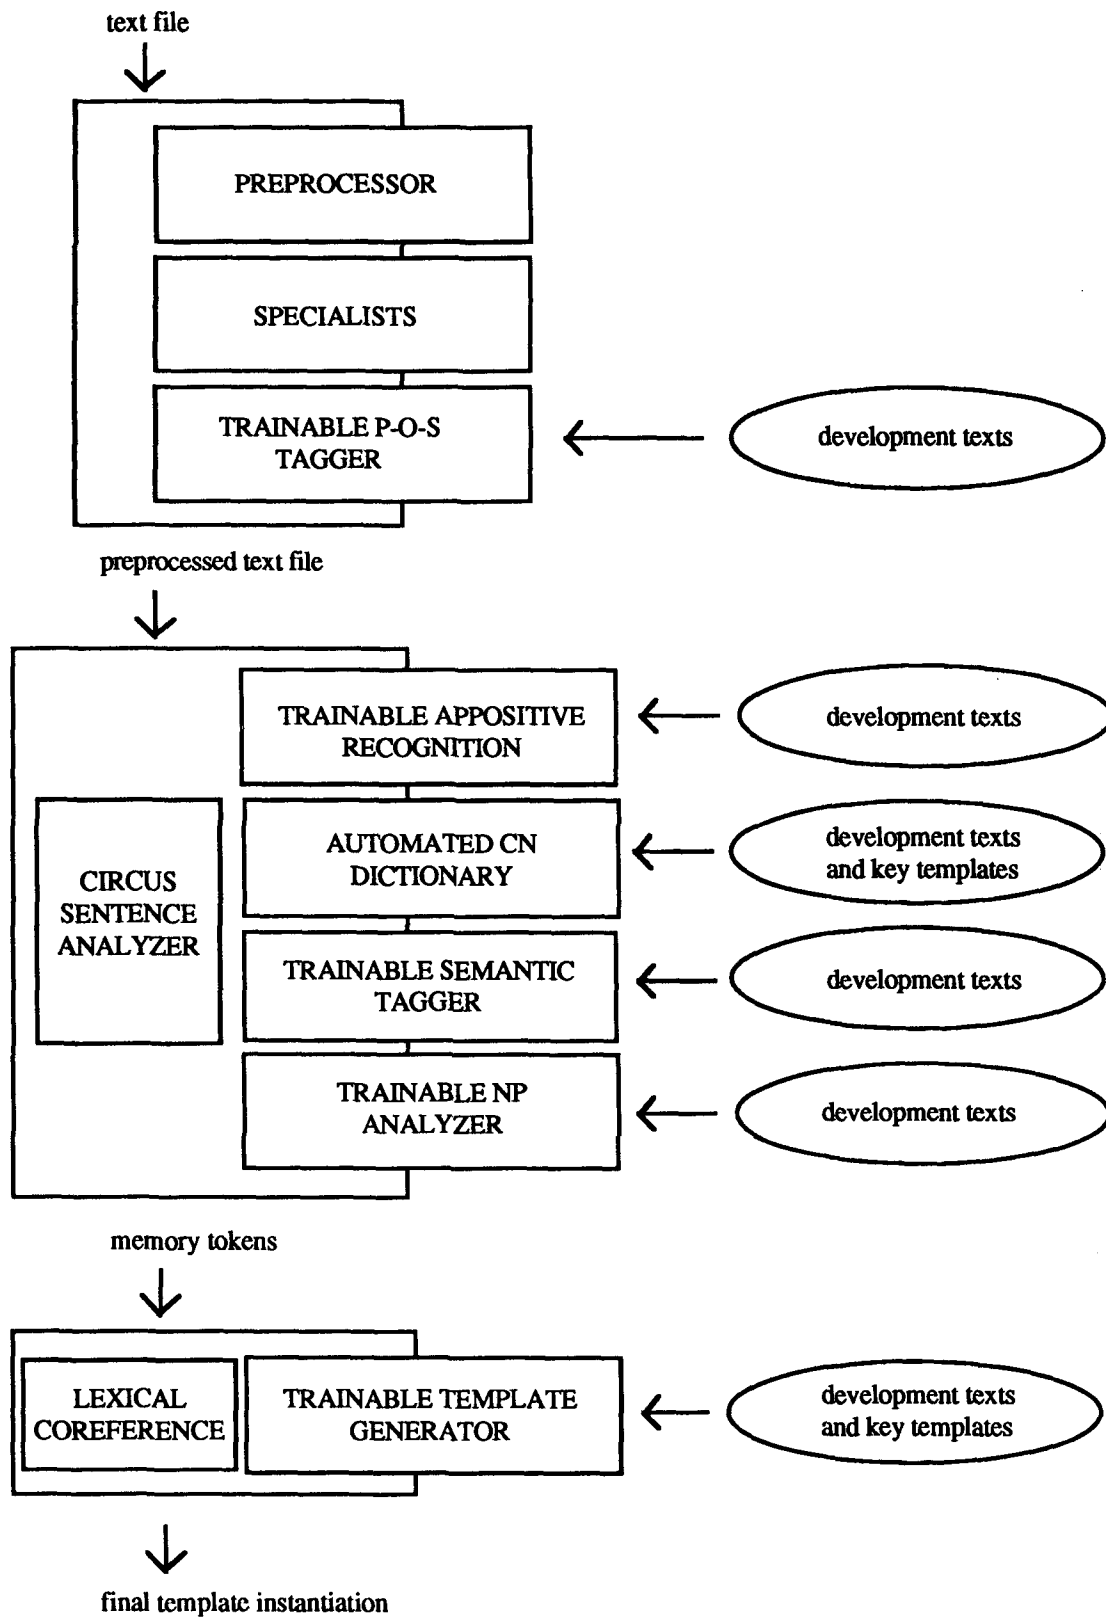 text file
PREPROCESSOR
SPECIALISTS
TRAINABLE P-O-S
TAGGER
development texts
preprocessed text file
TRAINABLE APPOSITIVE
RECOGNITION
development texts
CIRCUS
SENTENCE
ANALYZER
AUTOMATED CN
DICTIONARY
development texts
and key templates
TRAINABLE SEMANTIC
TAGGER
development texts
TRAINABLE NP
ANALYZER
development texts
memory tokens
LEXICAL
COREFERENCE
TRAINABLE TEMPLATE
GENERATOR
development texts
and key templates
final template instantiation